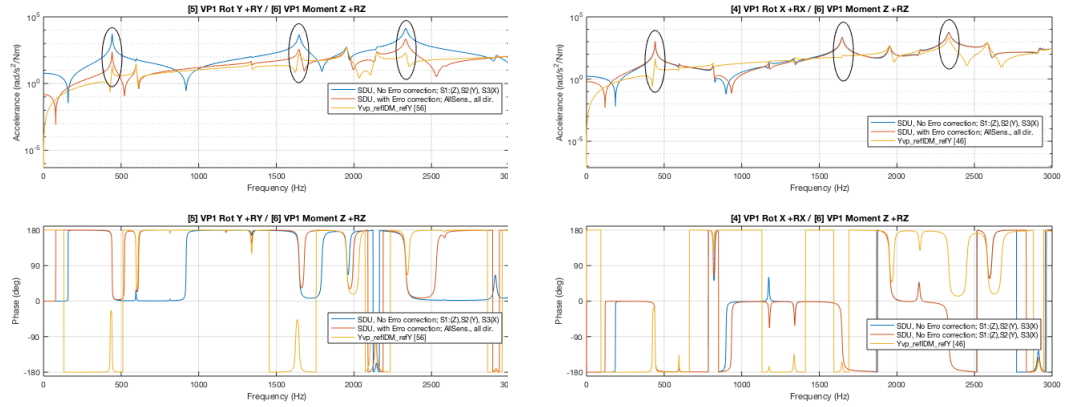 [5] VP1 Rot Y +RY / [6] VP1 Moment Z +RZ
10^5
10^0
10^-5
Accelerance (rad/s^2/Nm)
SDU, No Erro correction; S1:(Z),S2(Y), S3(X)
SDU, with Erro correction; AllSens., all dir.
Yvp_refIDM_refY [56]
0 500 1000 1500 2000 2500 3000
Frequency (Hz)
[4] VP1 Rot X +RX / [6] VP1 Moment Z +RZ
10^5
10^0
10^-5
Accelerance (rad/s^2/Nm)
SDU, No Erro correction; S1:(Z),S2(Y), S3(X)
SDU, with Erro correction; AllSens., all dir.
Yvp_refIDM_refY [46]
0 500 1000 1500 2000 2500 3000
Frequency (Hz)
[5] VP1 Rot Y +RY / [6] VP1 Moment Z +RZ
180
90
0
-90
-180
Phase (deg)
SDU, No Erro correction; S1:(Z),S2(Y), S3(X)
SDU, with Erro correction; AllSens., all dir.
Yvp_refIDM_refY [56]
0 500 1000 1500 2000 2500 300
Frequency (Hz)
[4] VP1 Rot X +RX / [6] VP1 Moment Z +RZ
180
90
0
-90
-180
Phase (deg)
SDU, No Erro correction; S1:(Z),S2(Y), S3(X)
SDU, No Erro correction; S1:(Z),S2(Y), S3(X)
Yvp_refIDM_refY [46]
0 500 1000 1500 2000 2500 3000
Frequency (Hz)